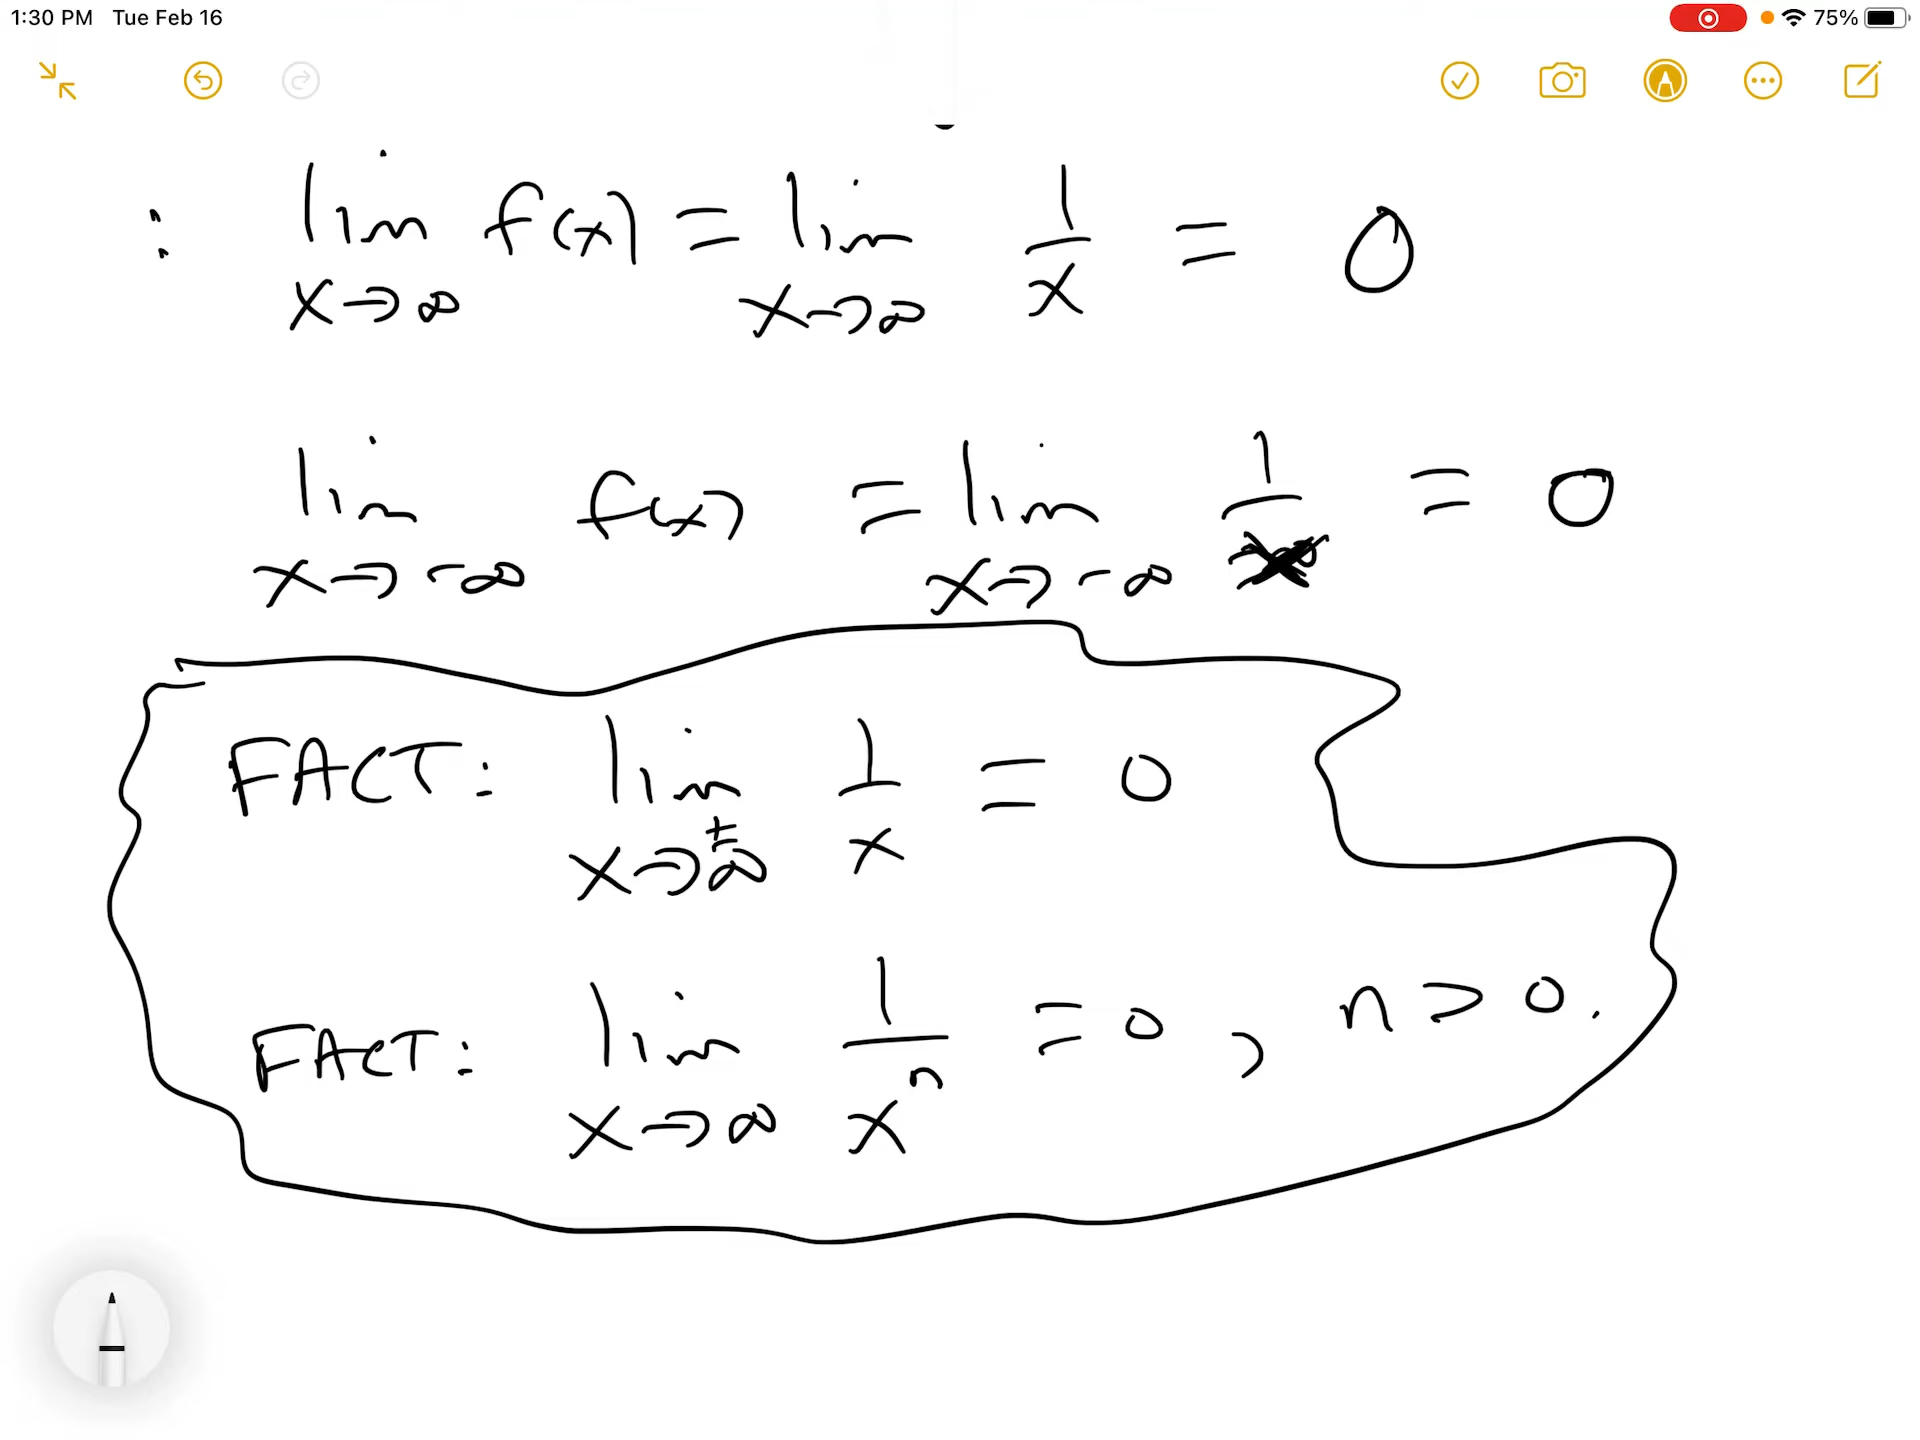 1:30 PM Tue Feb 16 75%
: lim f(x) = lim 1/x = 0
x→∞ x→∞
lim f(x) = lim 1/x = 0
x→-∞ x→-∞
FACT: lim 1/x = 0
x→±∞
FACT: lim 1/xⁿ = 0, n > 0.
x→∞